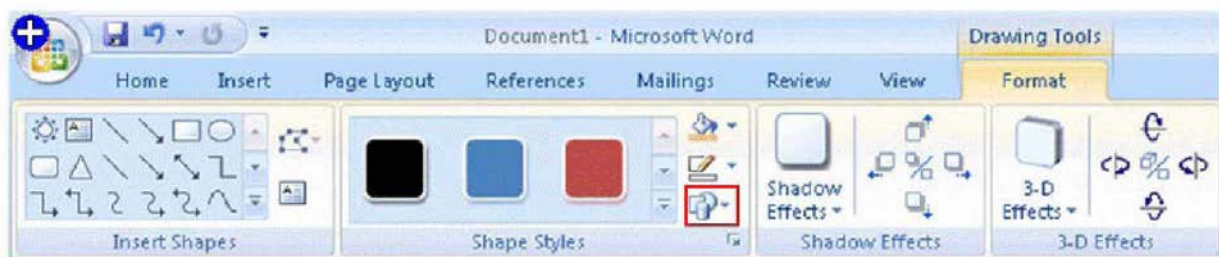 Document1 - Microsoft Word
Drawing Tools
Home Insert Page Layout References Mailings Review View Format
Shadow
Effects
3-D
Effects
Insert Shapes
Shape Styles
Shadow Effects
3-D Effects